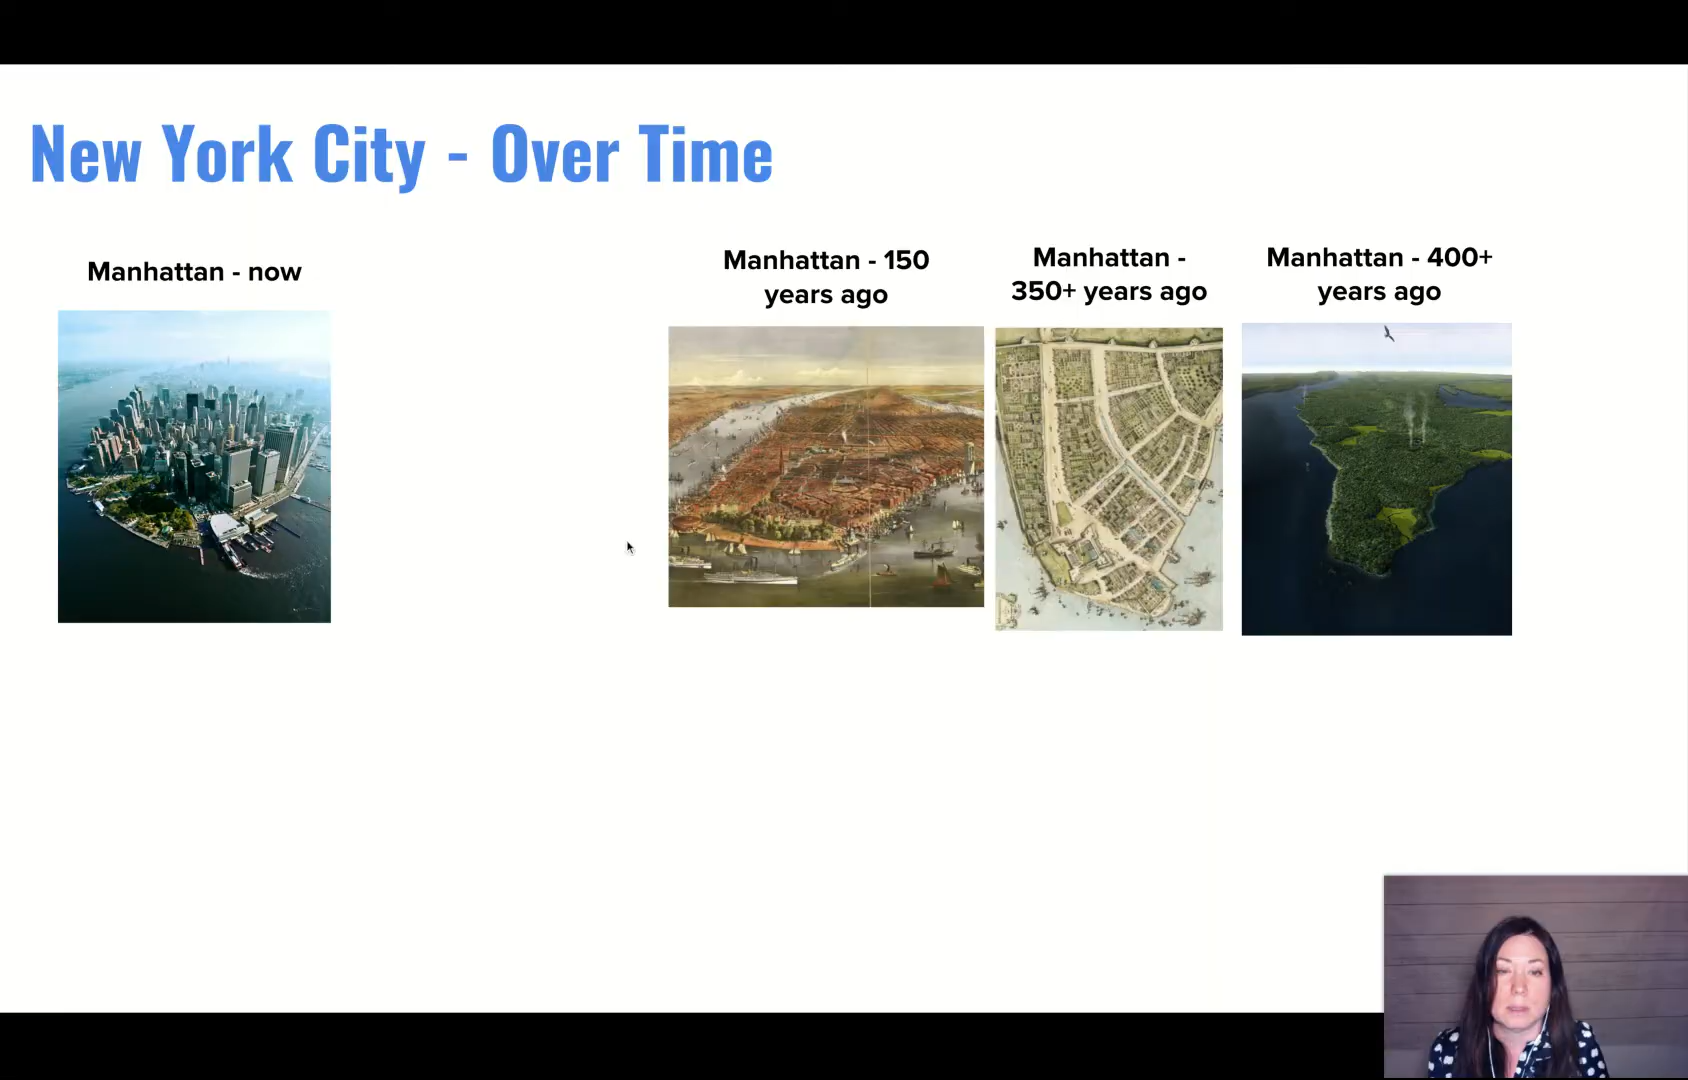 New York City - Over Time
Manhattan - now
Manhattan - 150
years ago
Manhattan -
350+ years ago
Manhattan - 400+
years ago